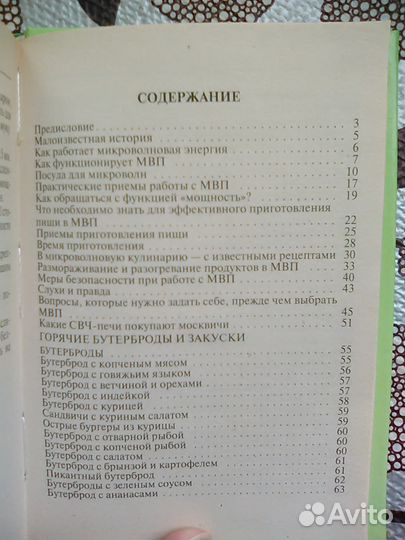 СОДЕРЖАНИЕ
Предисловие 3
Малоизвестная история 5
Как работает микроволновая энергия 6
Как функционирует МВП 7
Посуда для микроволн 10
Практические приемы работы с МВП 17
Как обращаться с функцией «мощность»? 19
Что необходимо знать для эффективного приготовления
пищи в МВП 22
Приемы приготовления пищи 25
Время приготовления 28
В микроволновую кулинарию — с известными рецептами 30
Размораживание и разогревание продуктов в МВП 33
Меры безопасности при работе с МВП 40
Слухи и правда 43
Вопросы, которые нужно задать себе, прежде чем выбрать
МВП 45
Какие СВЧ-печи покупают москвичи 51
ГОРЯЧИЕ БУТЕРБРОДЫ И ЗАКУСКИ
БУТЕРБРОДЫ 55
Бутерброд с копченым мясом 55
Бутерброд с говяжьим языком 56
Бутерброд с ветчиной и орехами 57
Бутерброд с индейкой 57
Бутерброд с курицей 58
Сандвичи с куриным салатом 59
Острые бургеры из курицы 59
Бутерброд с отварной рыбой 60
Бутерброд с копченой рыбой 60
Бутерброд с салатом 60
Бутерброд с брынзой и картофелем 61
Пикантный бутерброд 61
Бутерброды с зеленым соусом 62
Бутерброд с ананасами 63
Avito